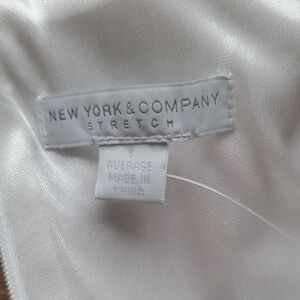 NEW YORK & COMPANY
STRETCH
S
AVERAGE
MADE IN
CHINA